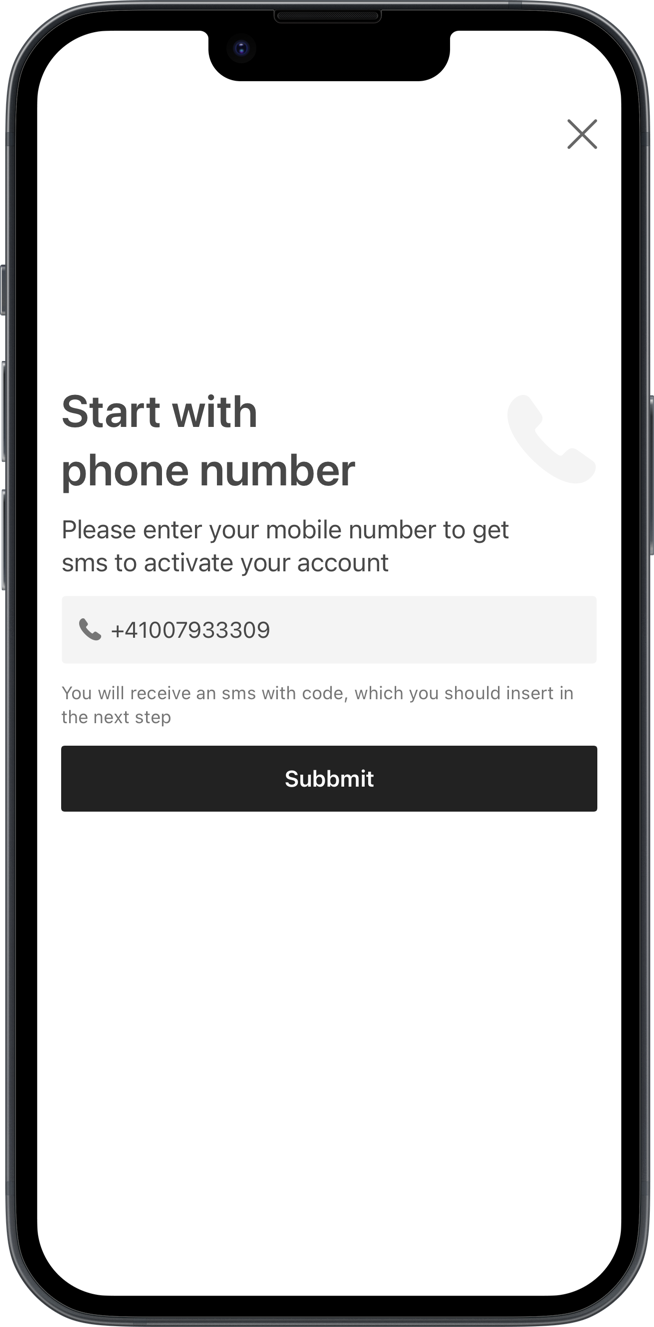 Start with
phone number
Please enter your mobile number to get
sms to activate your account
+41007933309
You will receive an sms with code, which you should insert in
the next step
Subbmit